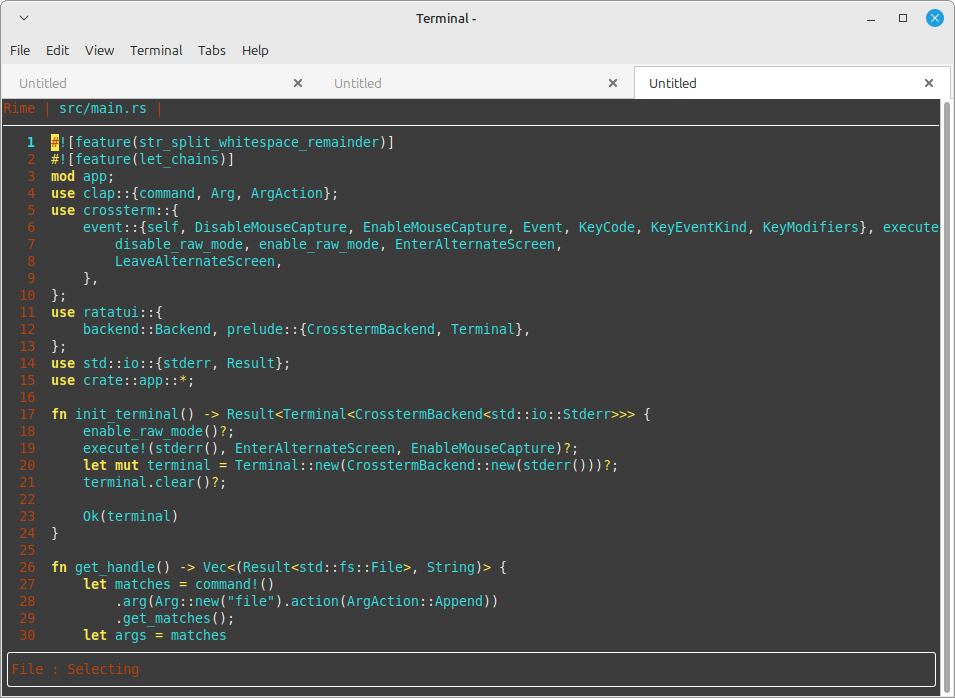 Terminal -
File Edit View Terminal Tabs Help
Untitled Untitled Untitled
Rime | src/main.rs |
1 #![feature(str_split_whitespace_remainder)]
2 #![feature(let_chains)]
3 mod app;
4 use clap::{command, Arg, ArgAction};
5 use crossterm::{
6     event::{self, DisableMouseCapture, EnableMouseCapture, Event, KeyCode, KeyEventKind, KeyModifiers}, execute
7         disable_raw_mode, enable_raw_mode, EnterAlternateScreen,
8         LeaveAlternateScreen,
9     },
10 };
11 use ratatui::{
12     backend::Backend, prelude::{CrosstermBackend, Terminal},
13 };
14 use std::io::{stderr, Result};
15 use crate::app::*;
16
17 fn init_terminal() -> Result<Terminal<CrosstermBackend<std::io::Stderr>>> {
18     enable_raw_mode()?;
19     execute!(stderr(), EnterAlternateScreen, EnableMouseCapture)?;
20     let mut terminal = Terminal::new(CrosstermBackend::new(stderr()))?;
21     terminal.clear()?;
22
23     Ok(terminal)
24 }
25
26 fn get_handle() -> Vec<(Result<std::fs::File>, String)> {
27     let matches = command!()
28         .arg(Arg::new("file").action(ArgAction::Append))
29         .get_matches();
30     let args = matches
File : Selecting